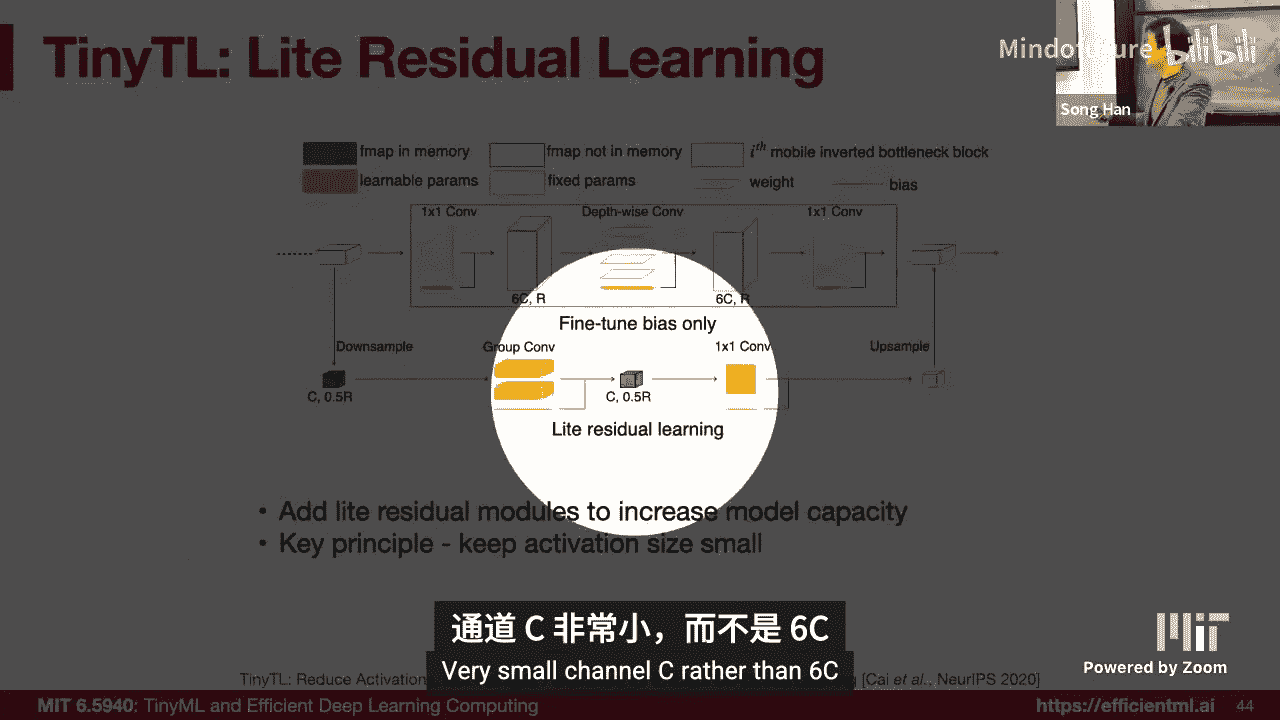 TinyTL: Lite Residual Learning
Mindofuture bilibili
Song Han
fmap in memory fmap not in memory iᵗʰ mobile inverted bottleneck block
learnable params fixed params weight bias
1x1 Conv Depth-wise Conv 1x1 Conv
6C, R 6C, R
Fine-tune bias only
Downsample Group Conv 1x1 Conv Upsample
C, 0.5R C, 0.5R
Lite residual learning
• Add lite residual modules to increase model capacity
• Key principle - keep activation size small
通道 C 非常小，而不是 6C
Very small channel C rather than 6C
MIT
Powered by Zoom
TinyTL: Reduce [Cai et al., NeurIPS 2020]
MIT 6.5940: TinyML and Efficient Deep Learning Computing https://efficientml.ai 44